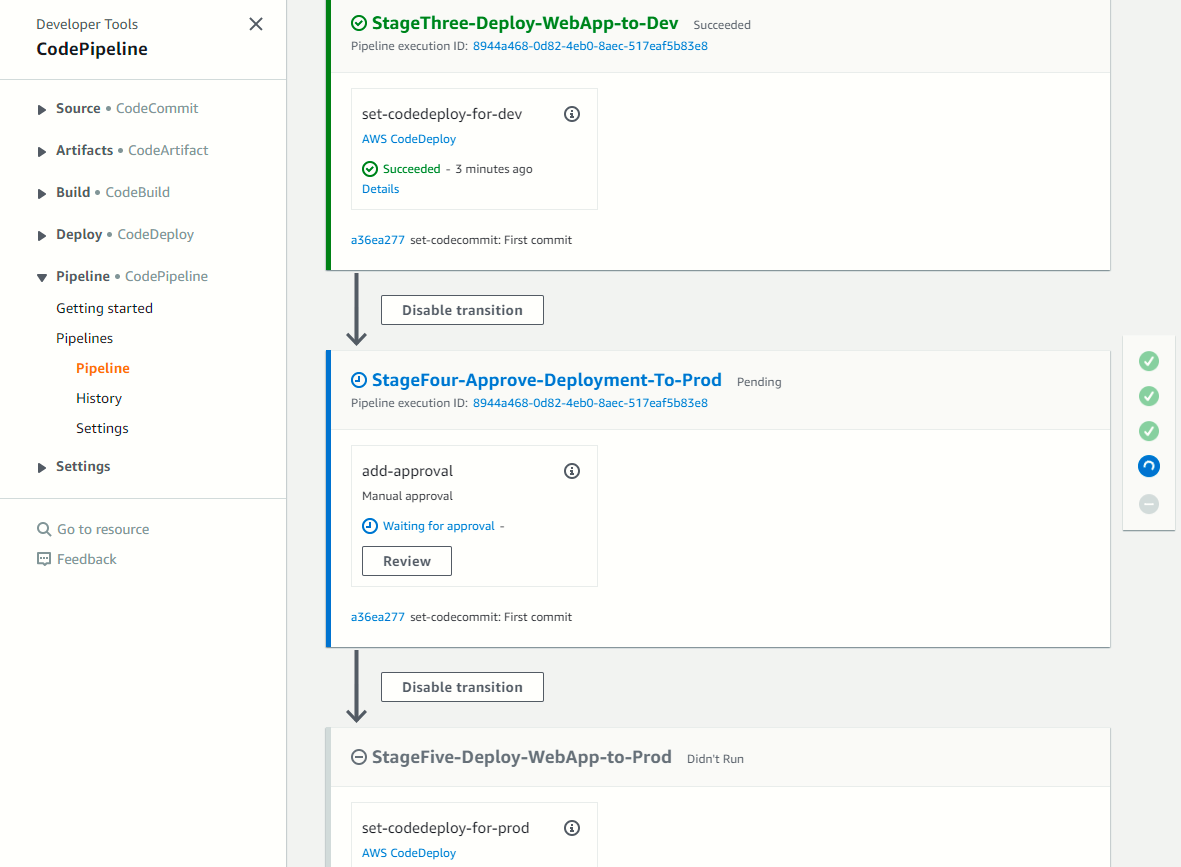 Developer Tools
CodePipeline
Source • CodeCommit
Artifacts • CodeArtifact
Build • CodeBuild
Deploy • CodeDeploy
Pipeline • CodePipeline
Getting started
Pipelines
Pipeline
History
Settings
Settings
Go to resource
Feedback
StageThree-Deploy-WebApp-to-Dev Succeeded
Pipeline execution ID: 8944a468-0d82-4eb0-8aec-517eaf5b83e8
set-codedeploy-for-dev
AWS CodeDeploy
Succeeded - 3 minutes ago
Details
a36ea277 set-codecommit: First commit
Disable transition
StageFour-Approve-Deployment-To-Prod Pending
Pipeline execution ID: 8944a468-0d82-4eb0-8aec-517eaf5b83e8
add-approval
Manual approval
Waiting for approval -
Review
a36ea277 set-codecommit: First commit
Disable transition
StageFive-Deploy-WebApp-to-Prod Didn't Run
set-codedeploy-for-prod
AWS CodeDeploy